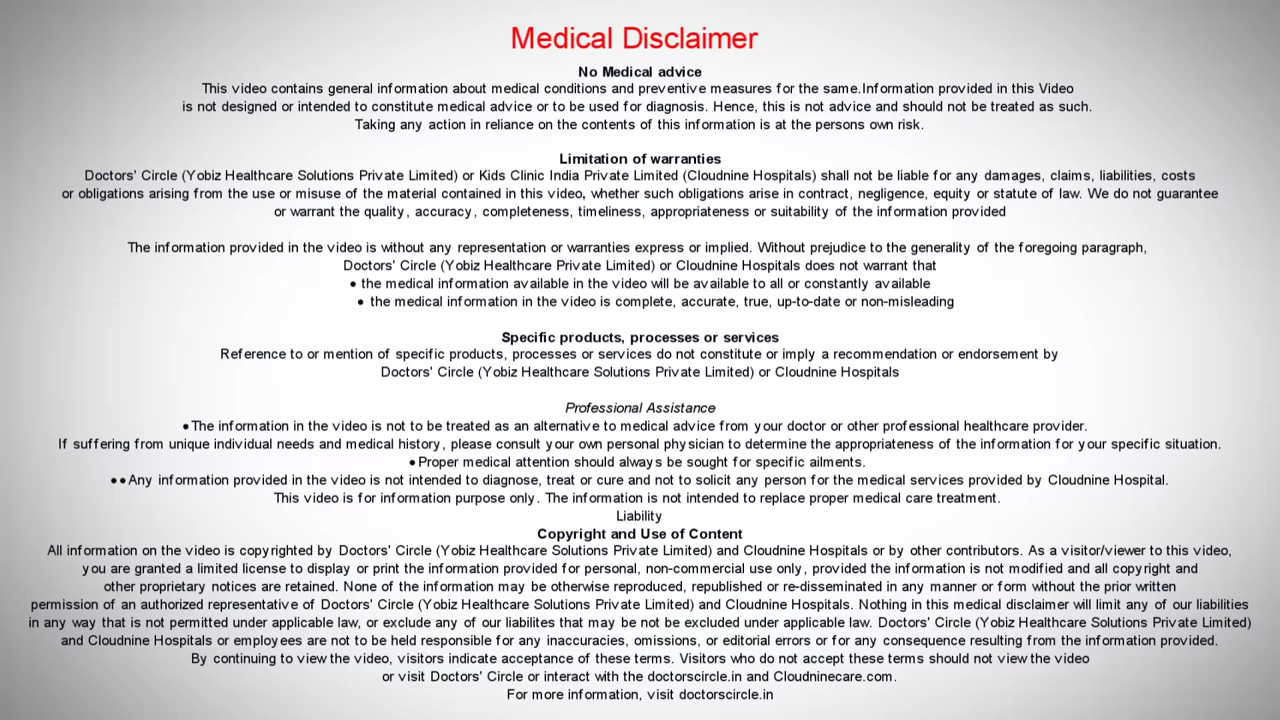 Medical Disclaimer
No Medical advice
This video contains general information about medical conditions and preventive measures for the same.Information provided in this Video
is not designed or intended to constitute medical advice or to be used for diagnosis. Hence, this is not advice and should not be treated as such.
Taking any action in reliance on the contents of this information is at the persons own risk.
Limitation of warranties
Doctors' Circle (Yobiz Healthcare Solutions Private Limited) or Kids Clinic India Private Limited (Cloudnine Hospitals) shall not be liable for any damages, claims, liabilities, costs
or obligations arising from the use or misuse of the material contained in this video, whether such obligations arise in contract, negligence, equity or statute of law. We do not guarantee
or warrant the quality, accuracy, completeness, timeliness, appropriateness or suitability of the information provided
The information provided in the video is without any representation or warranties express or implied. Without prejudice to the generality of the foregoing paragraph,
Doctors' Circle (Yobiz Healthcare Private Limited) or Cloudnine Hospitals does not warrant that
• the medical information available in the video will be available to all or constantly available
• the medical information in the video is complete, accurate, true, up-to-date or non-misleading
Specific products, processes or services
Reference to or mention of specific products, processes or services do not constitute or imply a recommendation or endorsement by
Doctors' Circle (Yobiz Healthcare Solutions Private Limited) or Cloudnine Hospitals
Professional Assistance
•The information in the video is not to be treated as an alternative to medical advice from your doctor or other professional healthcare provider.
If suffering from unique individual needs and medical history, please consult your own personal physician to determine the appropriateness of the information for your specific situation.
•Proper medical attention should always be sought for specific ailments.
••Any information provided in the video is not intended to diagnose, treat or cure and not to solicit any person for the medical services provided by Cloudnine Hospital.
This video is for information purpose only. The information is not intended to replace proper medical care treatment.
Liability
Copyright and Use of Content
All information on the video is copyrighted by Doctors' Circle (Yobiz Healthcare Solutions Private Limited) and Cloudnine Hospitals or by other contributors. As a visitor/viewer to this video,
you are granted a limited license to display or print the information provided for personal, non-commercial use only, provided the information is not modified and all copyright and
other proprietary notices are retained. None of the information may be otherwise reproduced, republished or re-disseminated in any manner or form without the prior written
permission of an authorized representative of Doctors' Circle (Yobiz Healthcare Solutions Private Limited) and Cloudnine Hospitals. Nothing in this medical disclaimer will limit any of our liabilities
in any way that is not permitted under applicable law, or exclude any of our liabilites that may be not be excluded under applicable law. Doctors' Circle (Yobiz Healthcare Solutions Private Limited)
and Cloudnine Hospitals or employees are not to be held responsible for any inaccuracies, omissions, or editorial errors or for any consequence resulting from the information provided.
By continuing to view the video, visitors indicate acceptance of these terms. Visitors who do not accept these terms should not view the video
or visit Doctors' Circle or interact with the doctorscircle.in and Cloudninecare.com.
For more information, visit doctorscircle.in